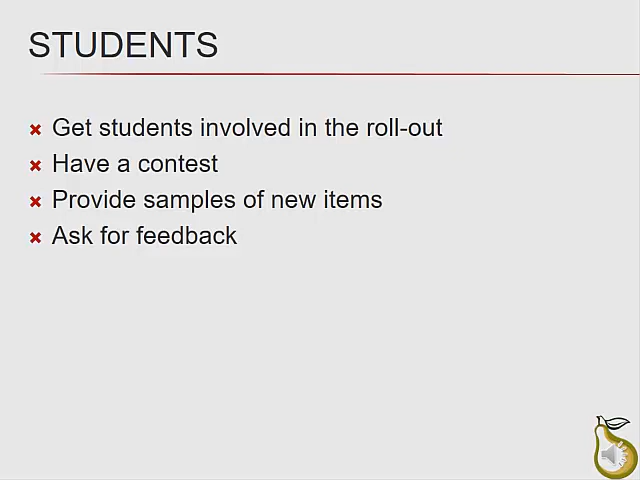 STUDENTS
Get students involved in the roll-out
Have a contest
Provide samples of new items
Ask for feedback